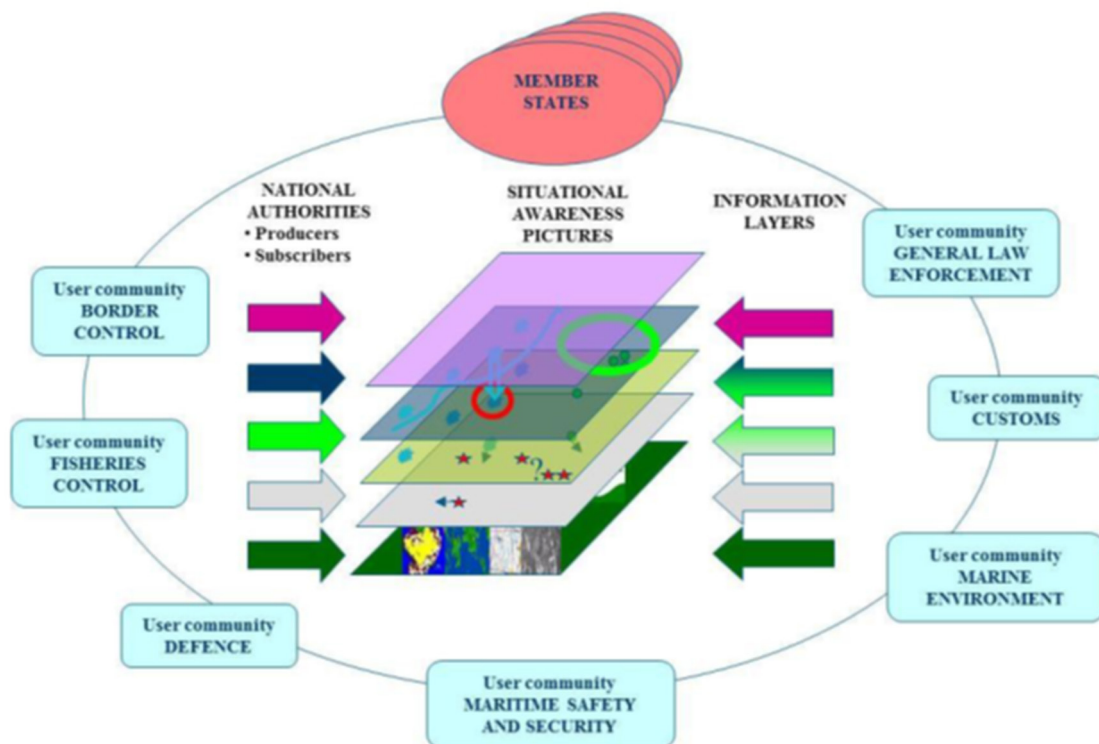 MEMBER
STATES
NATIONAL
AUTHORITIES
• Producers
• Subscribers
SITUATIONAL
AWARENESS
PICTURES
INFORMATION
LAYERS
User community
GENERAL LAW
ENFORCEMENT
User community
BORDER
CONTROL
User community
CUSTOMS
User community
FISHERIES
CONTROL
?
User community
MARINE
ENVIRONMENT
User community
DEFENCE
User community
MARITIME SAFETY
AND SECURITY